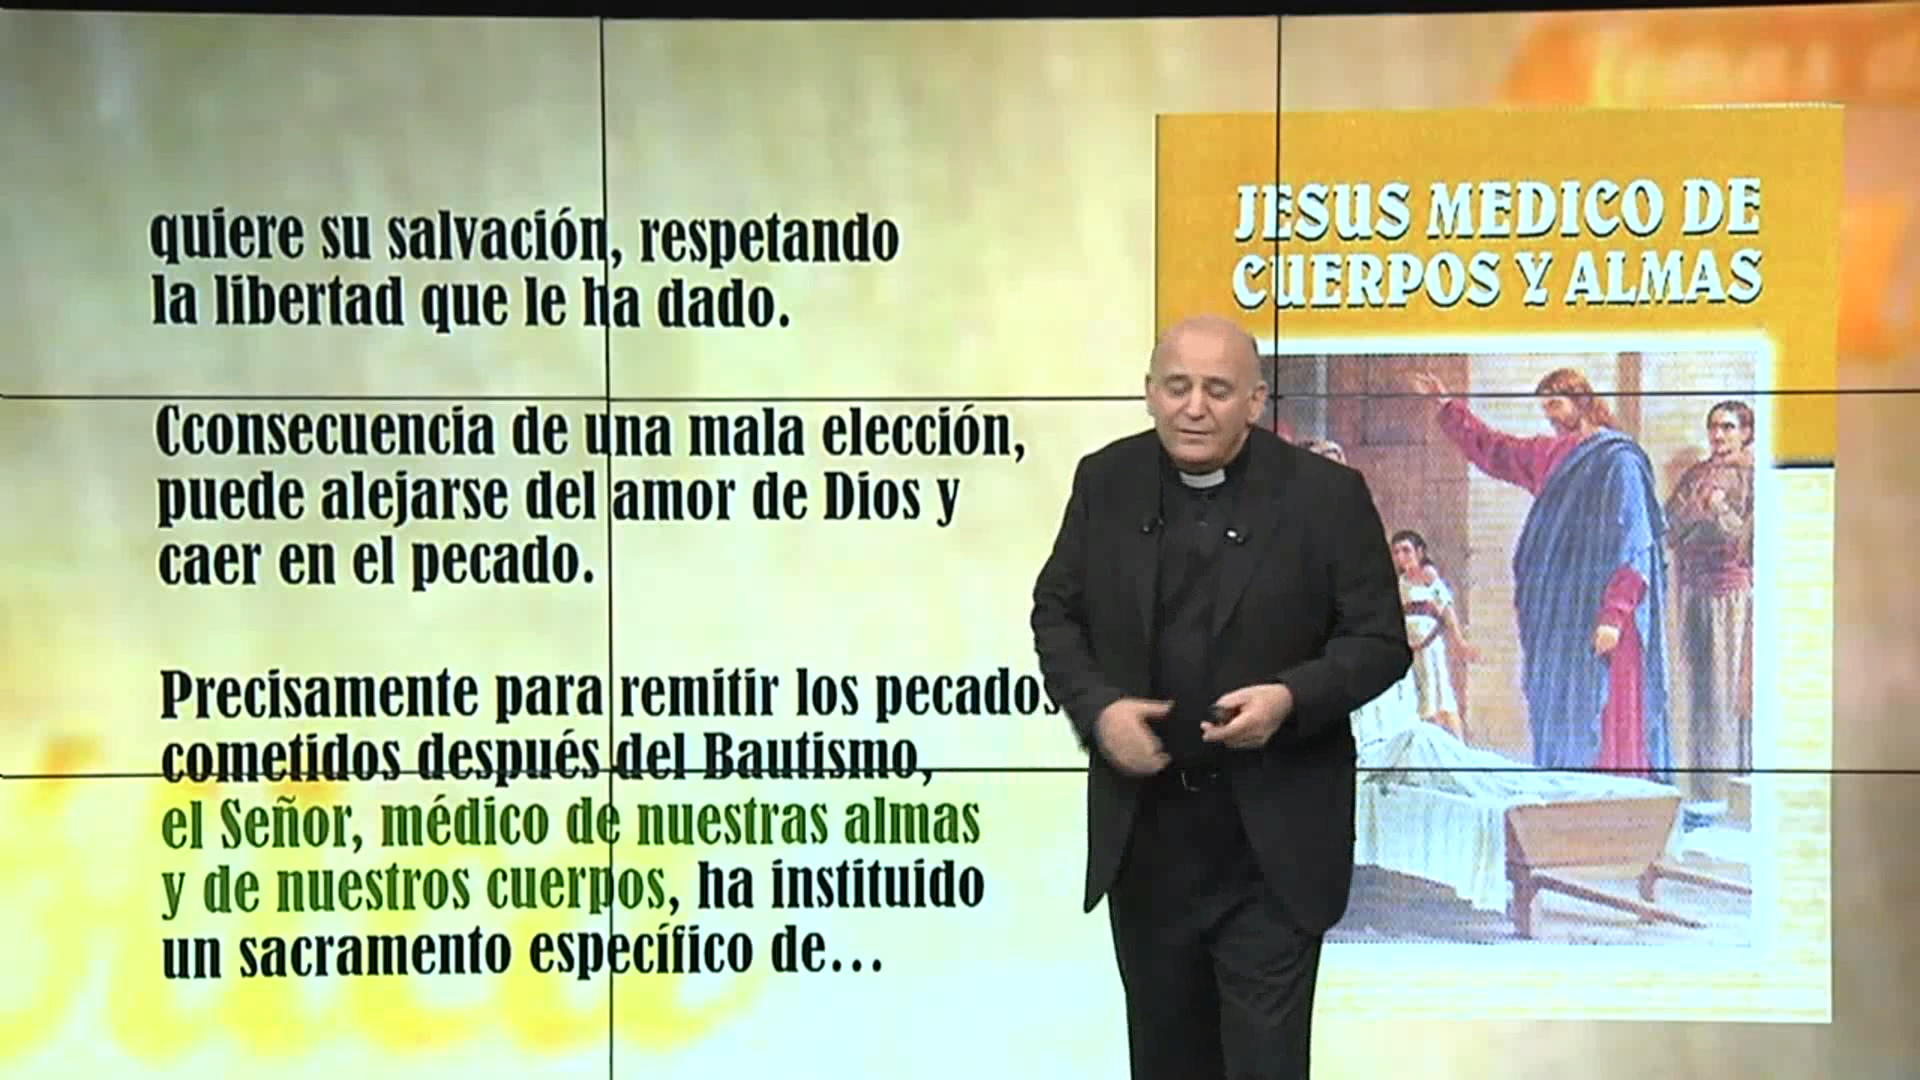 quiere su salvación, respetando
la libertad que le ha dado.
Cconsecuencia de una mala elección,
puede alejarse del amor de Dios y
caer en el pecado.
Precisamente para remitir los pecados
cometidos después del Bautismo,
el Señor, médico de nuestras almas
y de nuestros cuerpos, ha instituido
un sacramento específico de...
JESUS MEDICO DE
CUERPOS Y ALMAS